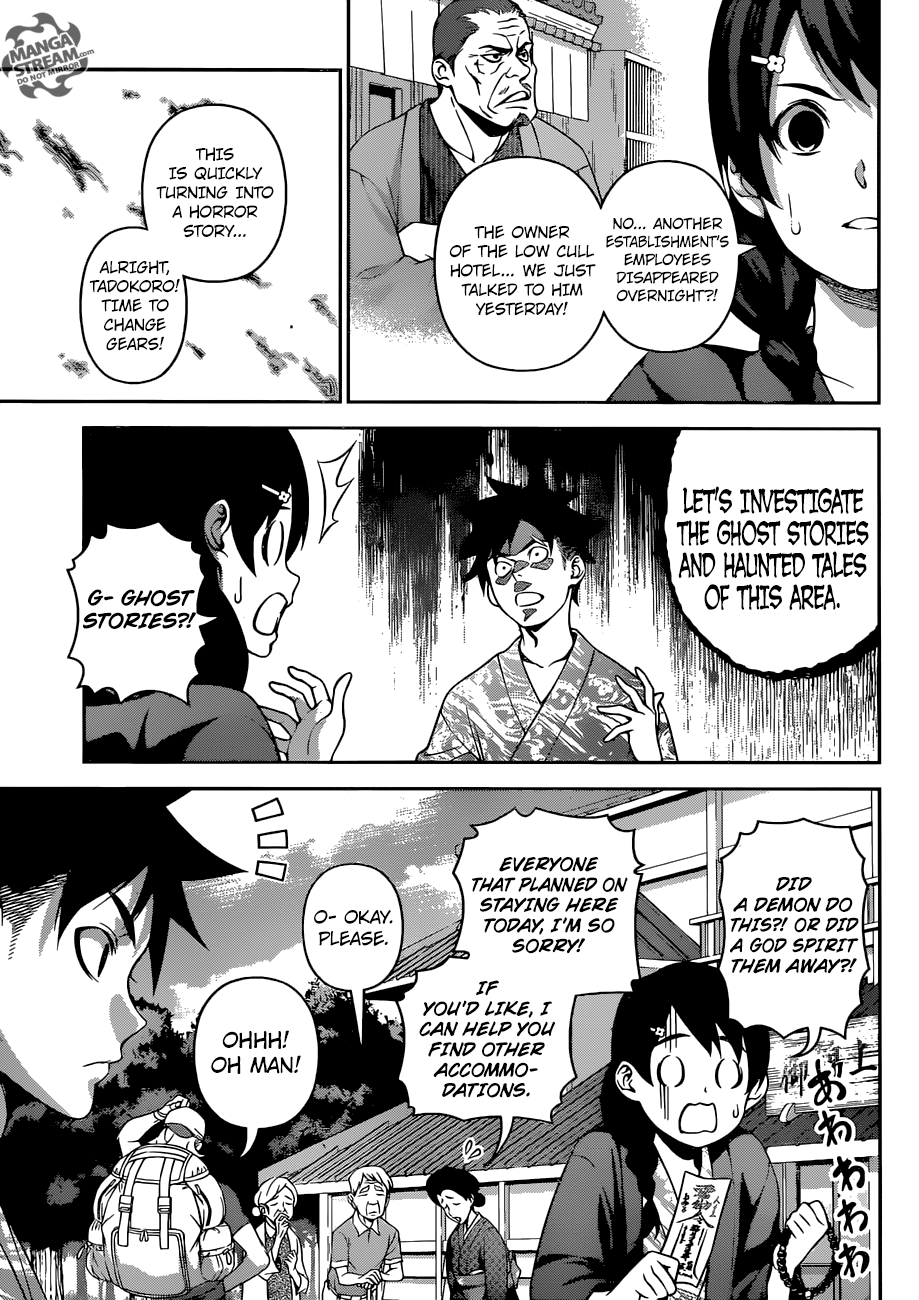 MANGA
STREAM.COM
DO NOT MIRROR
NO... ANOTHER
ESTABLISHMENT'S
EMPLOYEES
DISAPPEARED
OVERNIGHT?!
THE OWNER
OF THE LOW CULL
HOTEL... WE JUST
TALKED TO HIM
YESTERDAY!
THIS
IS QUICKLY
TURNING INTO
A HORROR
STORY...
ALRIGHT,
TADOKORO!
TIME TO
CHANGE
GEARS!
LET'S INVESTIGATE
THE GHOST STORIES
AND HAUNTED TALES
OF THIS AREA.
G- GHOST
STORIES?!
DID
A DEMON DO
THIS?! OR DID
A GOD SPIRIT
THEM AWAY?!
あわわわわ
EVERYONE
THAT PLANNED ON
STAYING HERE
TODAY, I'M SO
SORRY!
IF
YOU'D LIKE, I
CAN HELP YOU
FIND OTHER
ACCOMMO-
DATIONS.
O- OKAY.
PLEASE.
OHHH!
OH MAN!